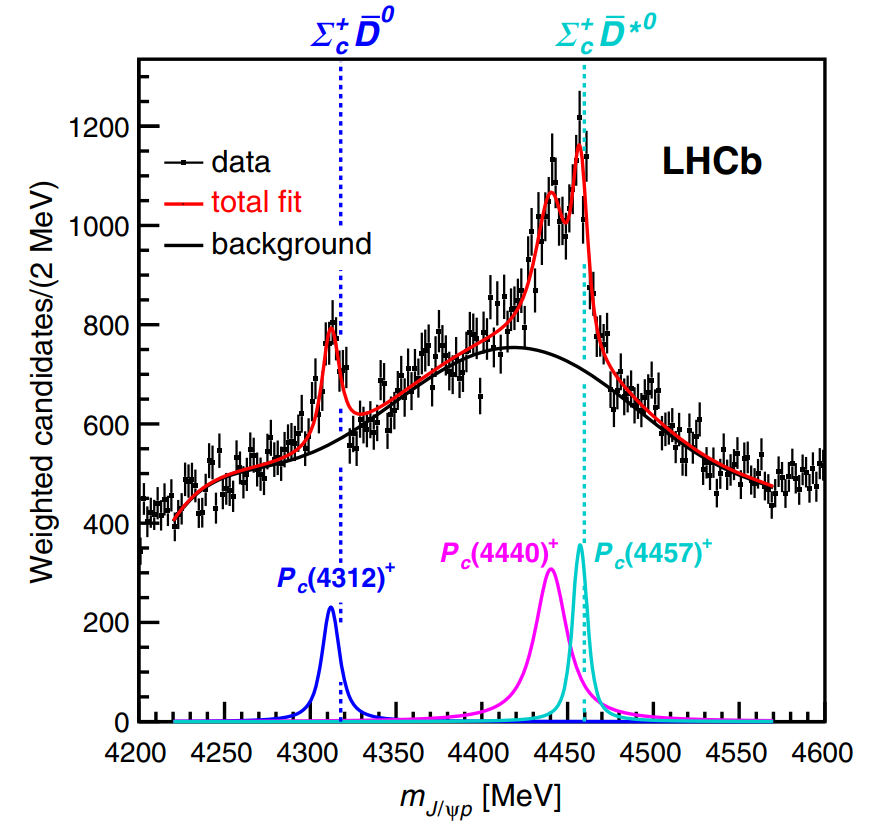 Σc+ D̄0 Σc+ D̄*0
1200
1000
800
600
400
200
0
Weighted candidates/(2 MeV)
data
total fit
background
LHCb
Pc(4312)+
Pc(4440)+ Pc(4457)+
4200 4250 4300 4350 4400 4450 4500 4550 4600
mJ/ψp [MeV]